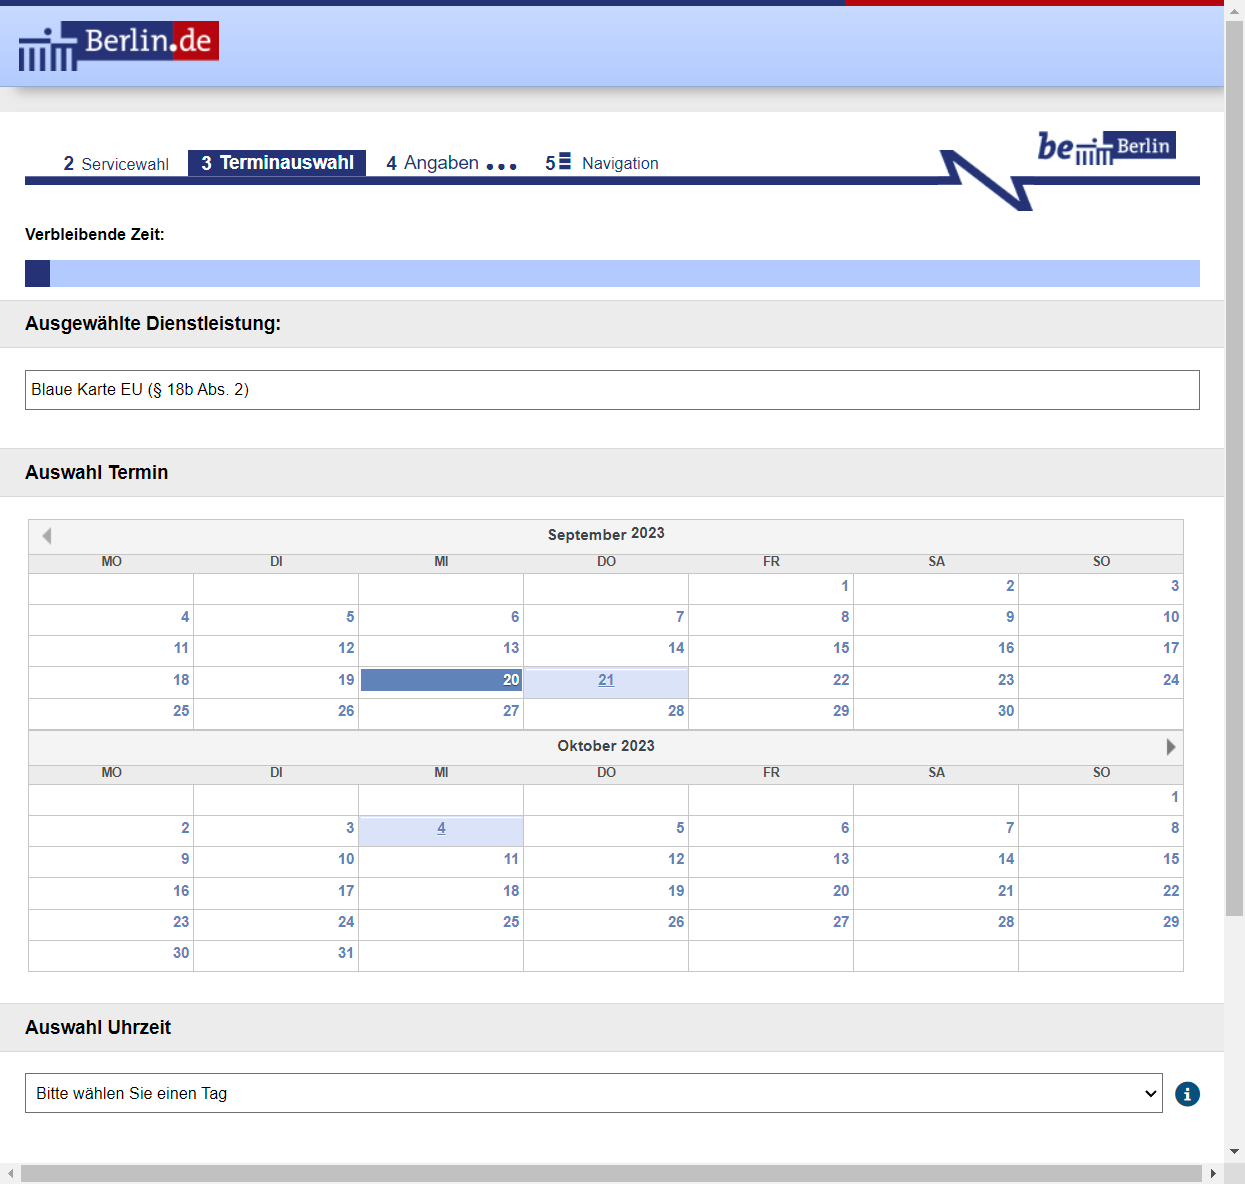 Berlin.de
be Berlin
2 Servicewahl 3 Terminauswahl 4 Angaben ... 5 Navigation
Verbleibende Zeit:
Ausgewählte Dienstleistung:
Blaue Karte EU (§ 18b Abs. 2)
Auswahl Termin
September 2023
MO DI MI DO FR SA SO
1 2 3
4 5 6 7 8 9 10
11 12 13 14 15 16 17
18 19 20 21 22 23 24
25 26 27 28 29 30
Oktober 2023
MO DI MI DO FR SA SO
1
2 3 4 5 6 7 8
9 10 11 12 13 14 15
16 17 18 19 20 21 22
23 24 25 26 27 28 29
30 31
Auswahl Uhrzeit
Bitte wählen Sie einen Tag